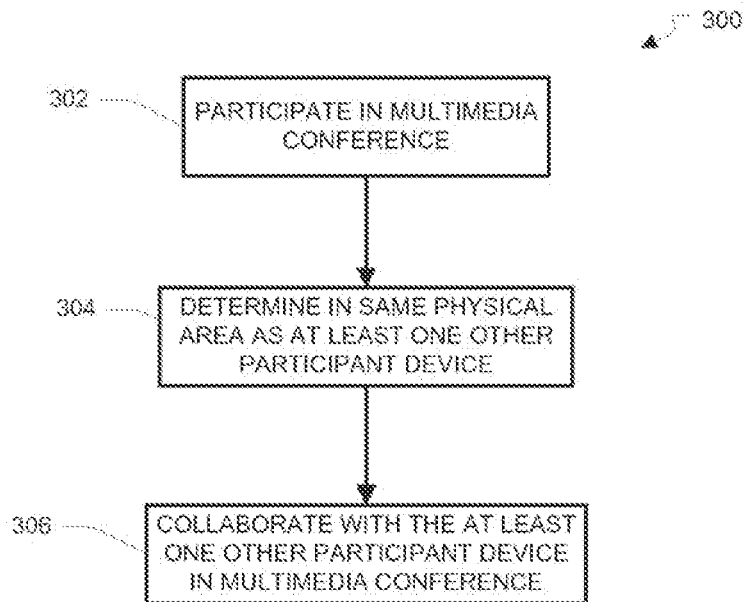 300
302
PARTICIPATE IN MULTIMEDIA
CONFERENCE
304
DETERMINE IN SAME PHYSICAL
AREA AS AT LEAST ONE OTHER
PARTICIPANT DEVICE
306
COLLABORATE WITH THE AT LEAST
ONE OTHER PARTICIPANT DEVICE
IN MULTIMEDIA CONFERENCE